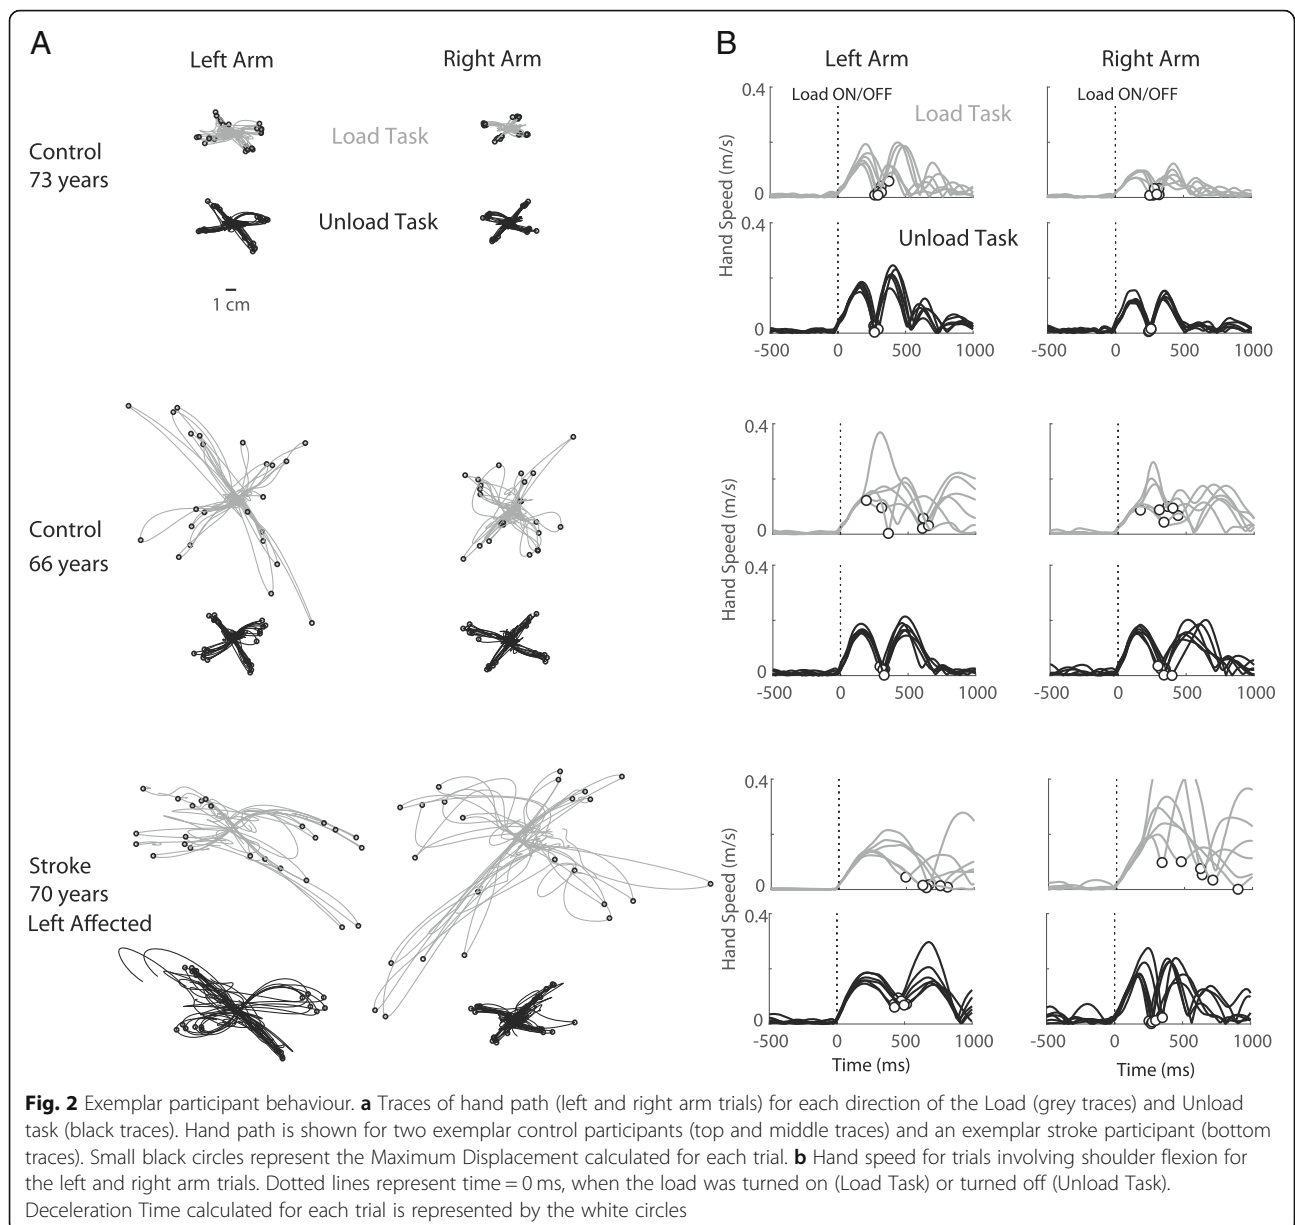 A
Left Arm
Right Arm
Load Task
Control
73 years
Unload Task
1 cm
Control
66 years
Stroke
70 years
Left Affected
B
Left Arm
Right Arm
0.4
Load ON/OFF
Load ON/OFF
Load Task
Hand Speed (m/s)
0
0.4
Unload Task
0
-500 0 500 1000
-500 0 500 1000
0.4
Hand Speed (m/s)
0
0.4
0
-500 0 500 1000
-500 0 500 1000
0.4
Hand Speed (m/s)
0
0.4
0
-500 0 500 1000
-500 0 500 1000
Time (ms)
Time (ms)
Fig. 2 Exemplar participant behaviour. a Traces of hand path (left and right arm trials) for each direction of the Load (grey traces) and Unload
task (black traces). Hand path is shown for two exemplar control participants (top and middle traces) and an exemplar stroke participant (bottom
traces). Small black circles represent the Maximum Displacement calculated for each trial. b Hand speed for trials involving shoulder flexion for
the left and right arm trials. Dotted lines represent time = 0 ms, when the load was turned on (Load Task) or turned off (Unload Task).
Deceleration Time calculated for each trial is represented by the white circles